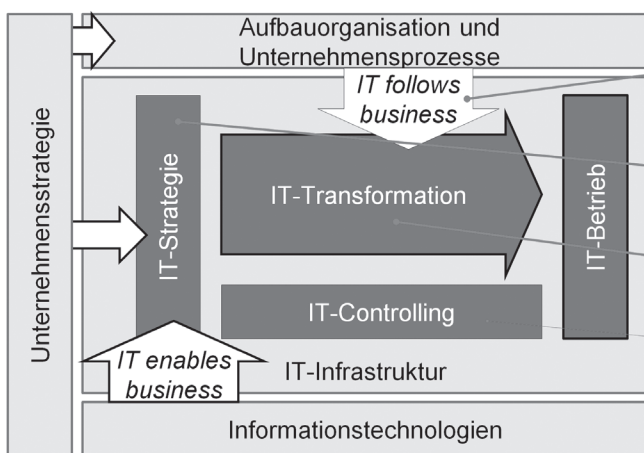 Aufbauorganisation und
Unternehmensprozesse
IT follows
business
Unternehmensstrategie
IT-Strategie
IT-Transformation
IT-Betrieb
IT-Controlling
IT enables
business
IT-Infrastruktur
Informationstechnologien